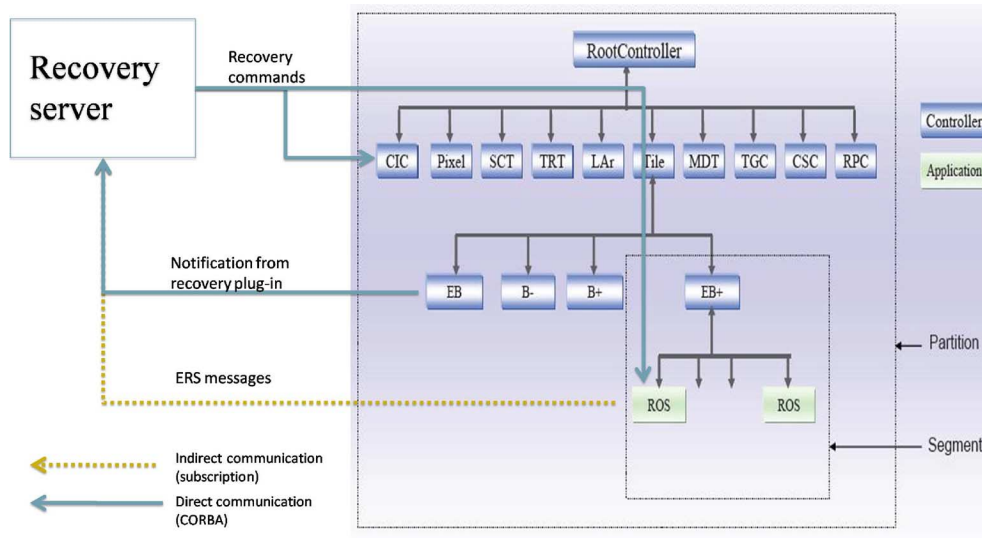 Recovery
server
Recovery
commands
RootController
Controller
Application
CIC Pixel SCT TRT LAr Tile MDT TGC CSC RPC
Notification from
recovery plug-in
EB B- B+ EB+
Partition
ERS messages
ROS ROS
Segment
Indirect communication
(subscription)
Direct communication
(CORBA)